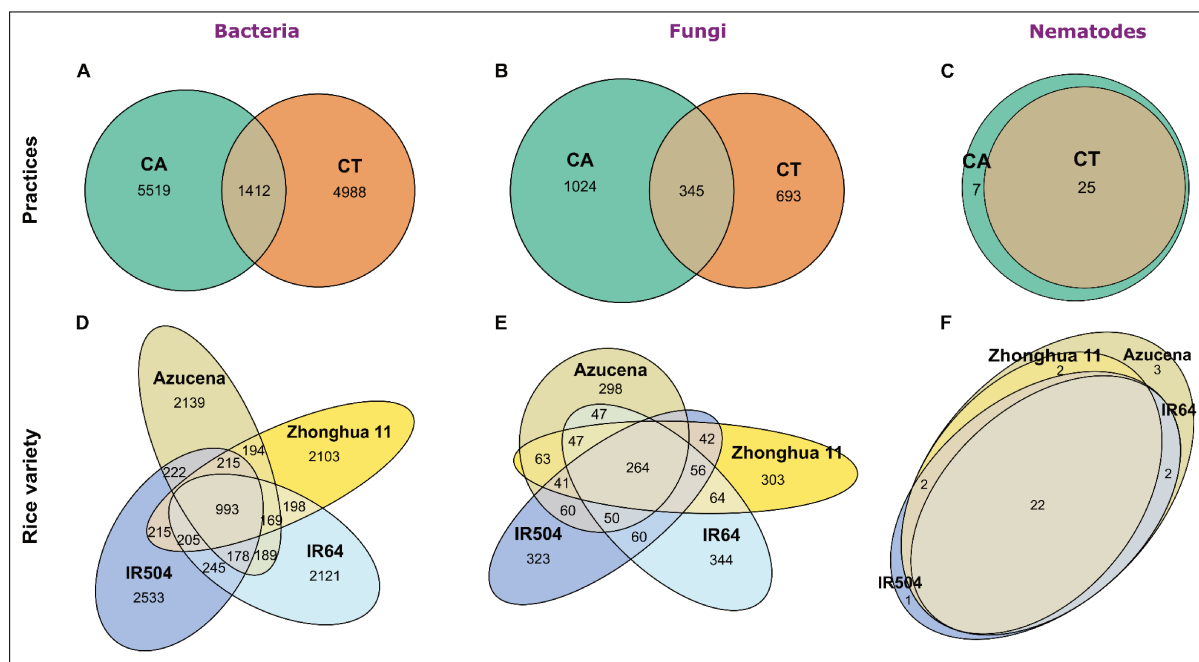 Bacteria
Fungi
Nematodes
Practices
A
CA
5519
1412
CT
4988
B
CA
1024
345
CT
693
C
CA
7
CT
25
Rice variety
D
Azucena
2139
Zhonghua 11
2103
194
215
222
993
198
169
215
205
178
189
245
IR504
2533
IR64
2121
E
Azucena
298
47
42
47
63
Zhonghua 11
303
264
56
41
64
60
50
60
IR504
323
IR64
344
F
Zhonghua 11
2
Azucena
3
IR64
2
2
22
IR504
1